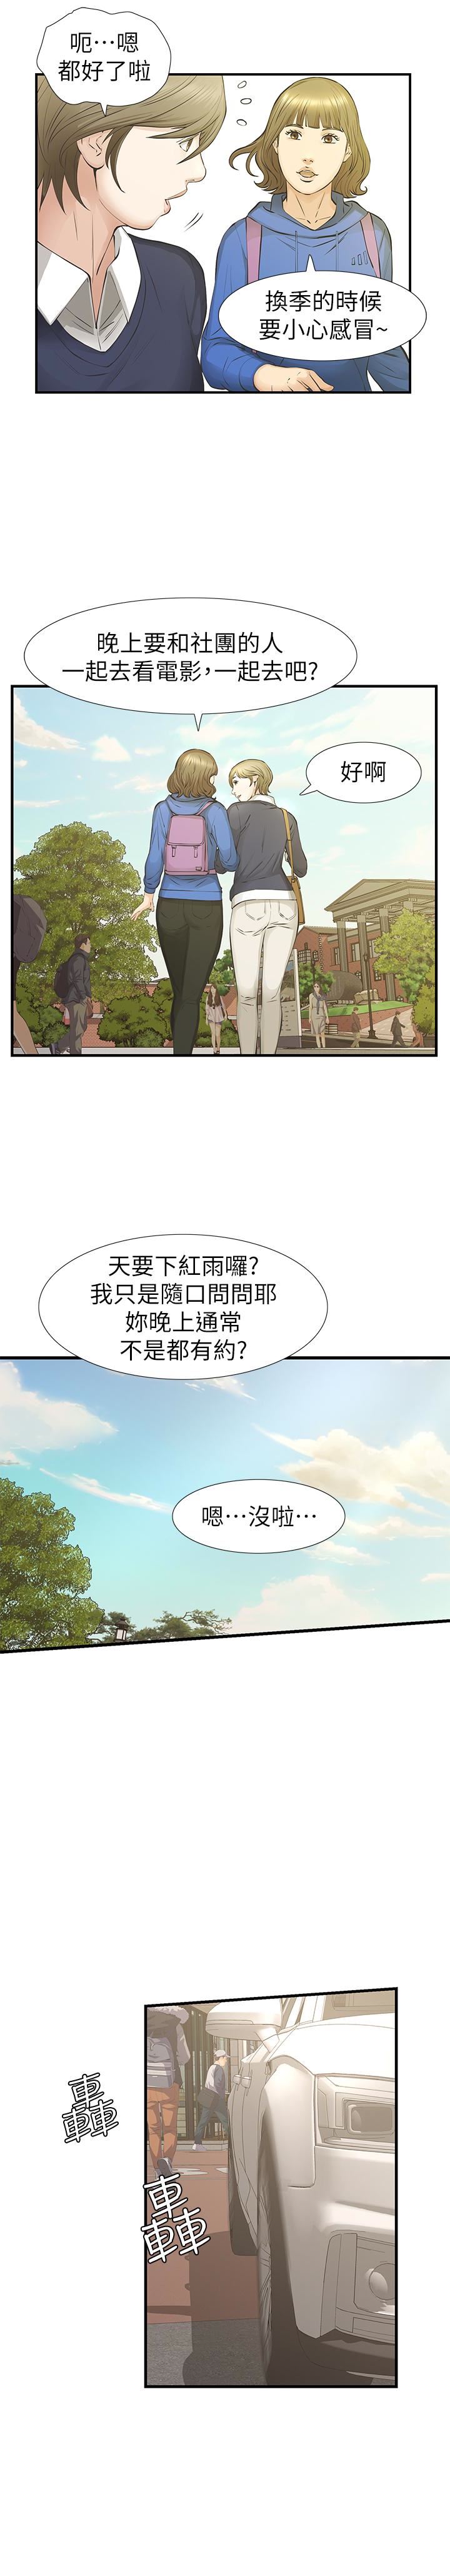 呃…嗯
都好了啦
換季的時候
要小心感冒~
晚上要和社團的人
一起去看電影，一起去吧?
好啊
天要下紅雨囉?
我只是隨口問問耶
妳晚上通常
不是都有約?
嗯…沒啦…
轟
轟